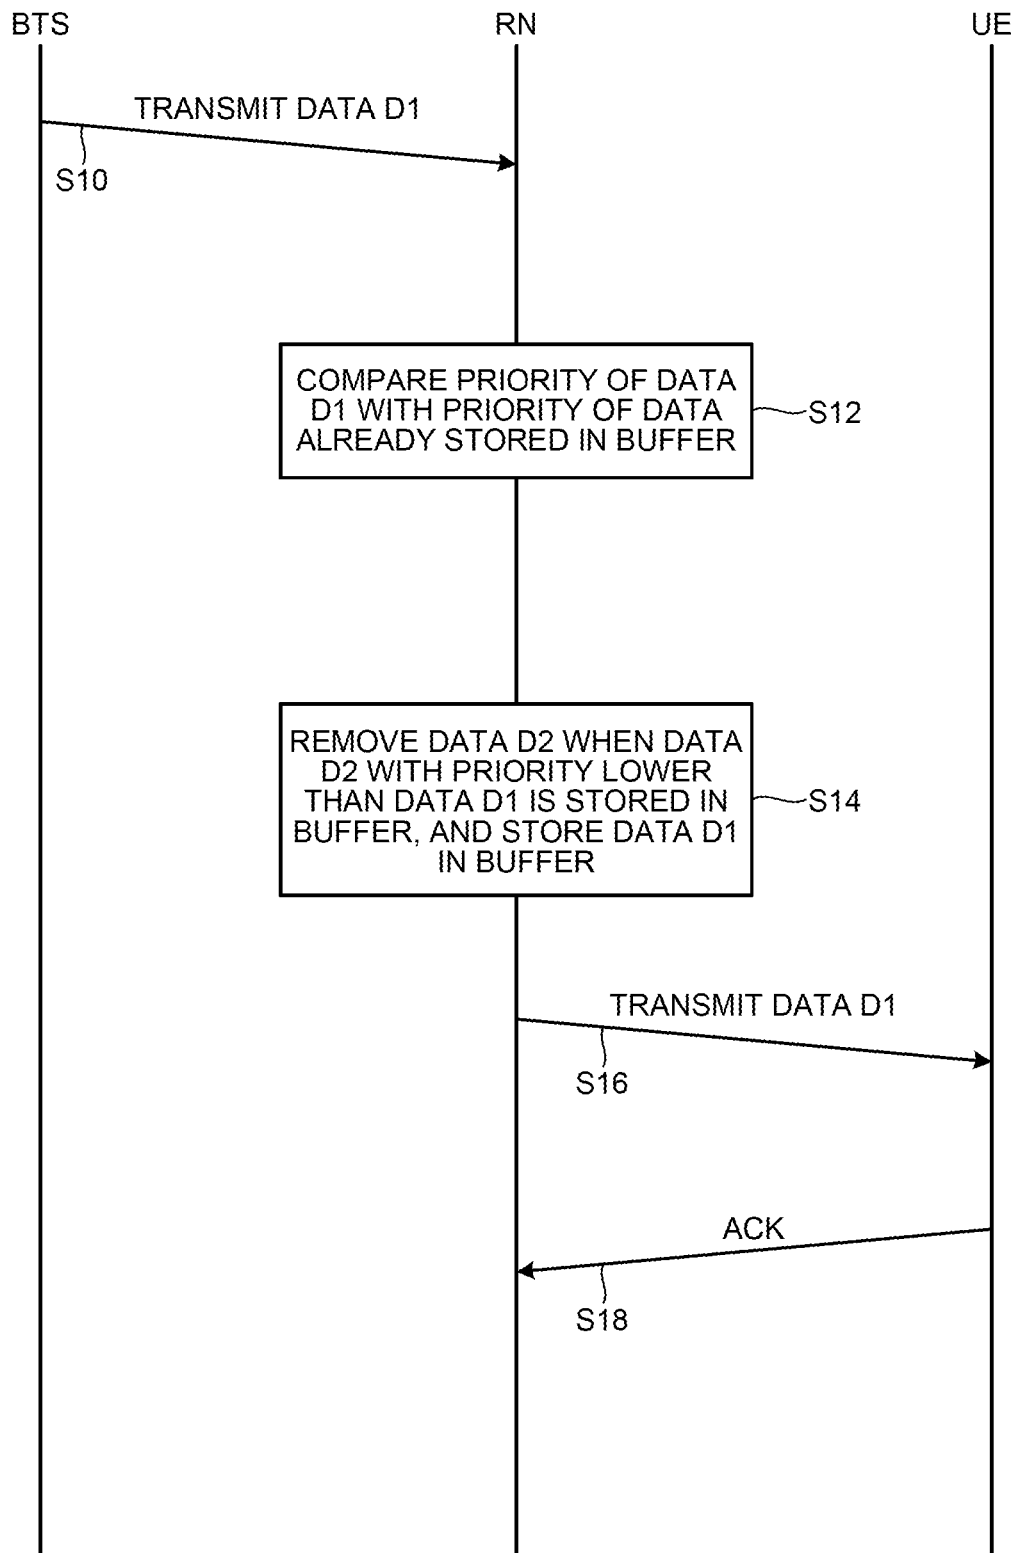 BTS
RN
UE
TRANSMIT DATA D1
S10
COMPARE PRIORITY OF DATA
D1 WITH PRIORITY OF DATA
ALREADY STORED IN BUFFER
S12
REMOVE DATA D2 WHEN DATA
D2 WITH PRIORITY LOWER
THAN DATA D1 IS STORED IN
BUFFER, AND STORE DATA D1
IN BUFFER
S14
TRANSMIT DATA D1
S16
ACK
S18